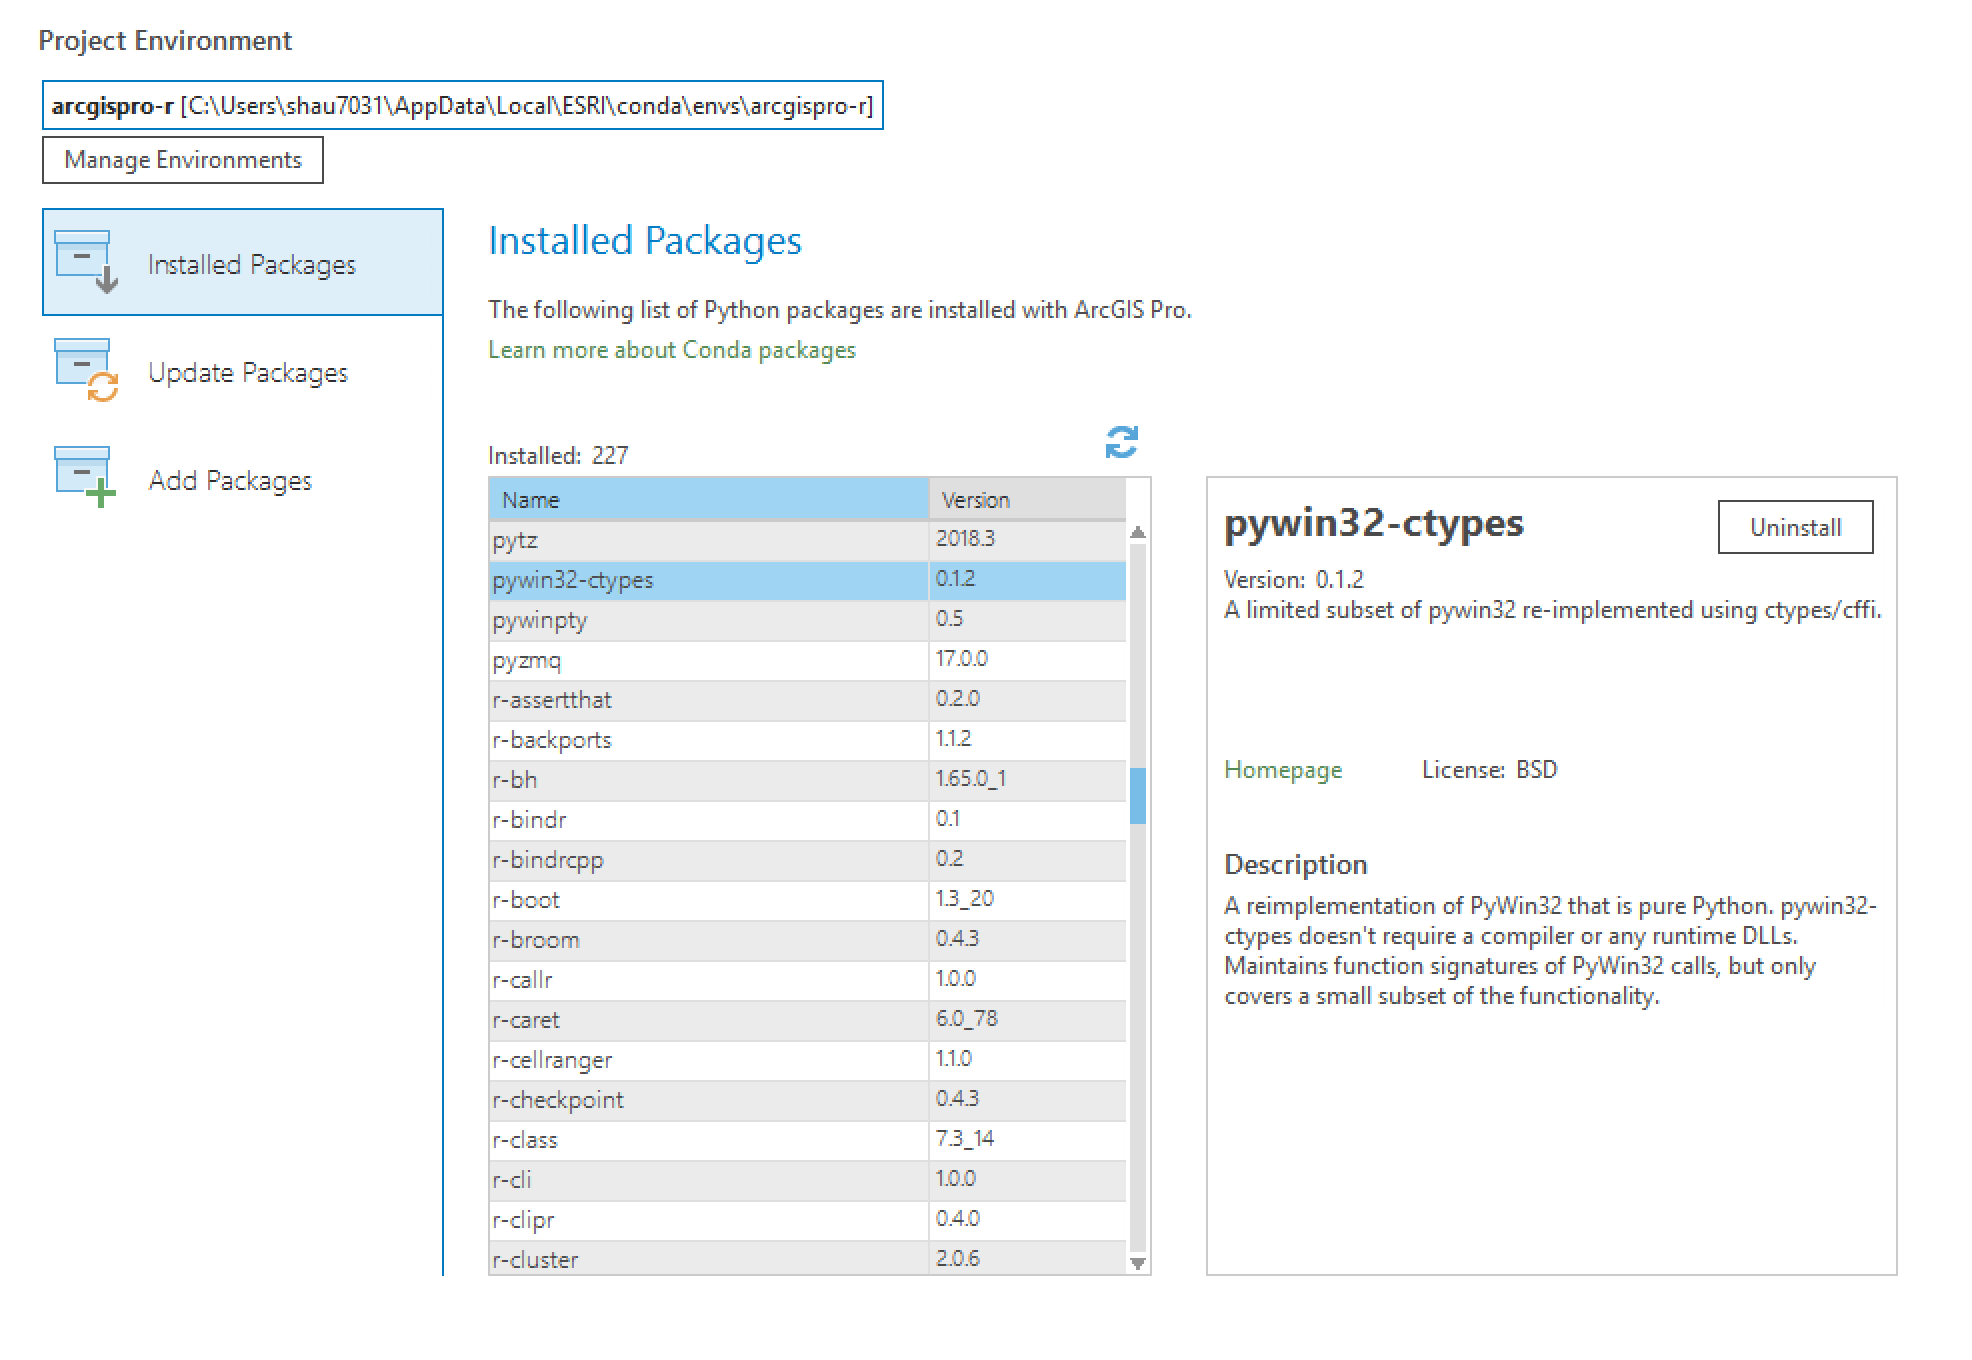 Project Environment
arcgispro-r [C:\Users\shau7031\AppData\Local\ESRI\conda\envs\arcgispro-r]
Manage Environments
Installed Packages
Update Packages
Add Packages
Installed Packages
The following list of Python packages are installed with ArcGIS Pro.
Learn more about Conda packages
Installed: 227
Name Version
pytz 2018.3
pywin32-ctypes 0.1.2
pywinpty 0.5
pyzmq 17.0.0
r-assertthat 0.2.0
r-backports 1.1.2
r-bh 1.65.0_1
r-bindr 0.1
r-bindrcpp 0.2
r-boot 1.3_20
r-broom 0.4.3
r-callr 1.0.0
r-caret 6.0_78
r-cellranger 1.1.0
r-checkpoint 0.4.3
r-class 7.3_14
r-cli 1.0.0
r-clipr 0.4.0
r-cluster 2.0.6
pywin32-ctypes
Uninstall
Version: 0.1.2
A limited subset of pywin32 re-implemented using ctypes/cffi.
Homepage License: BSD
Description
A reimplementation of PyWin32 that is pure Python. pywin32-
ctypes doesn't require a compiler or any runtime DLLs.
Maintains function signatures of PyWin32 calls, but only
covers a small subset of the functionality.